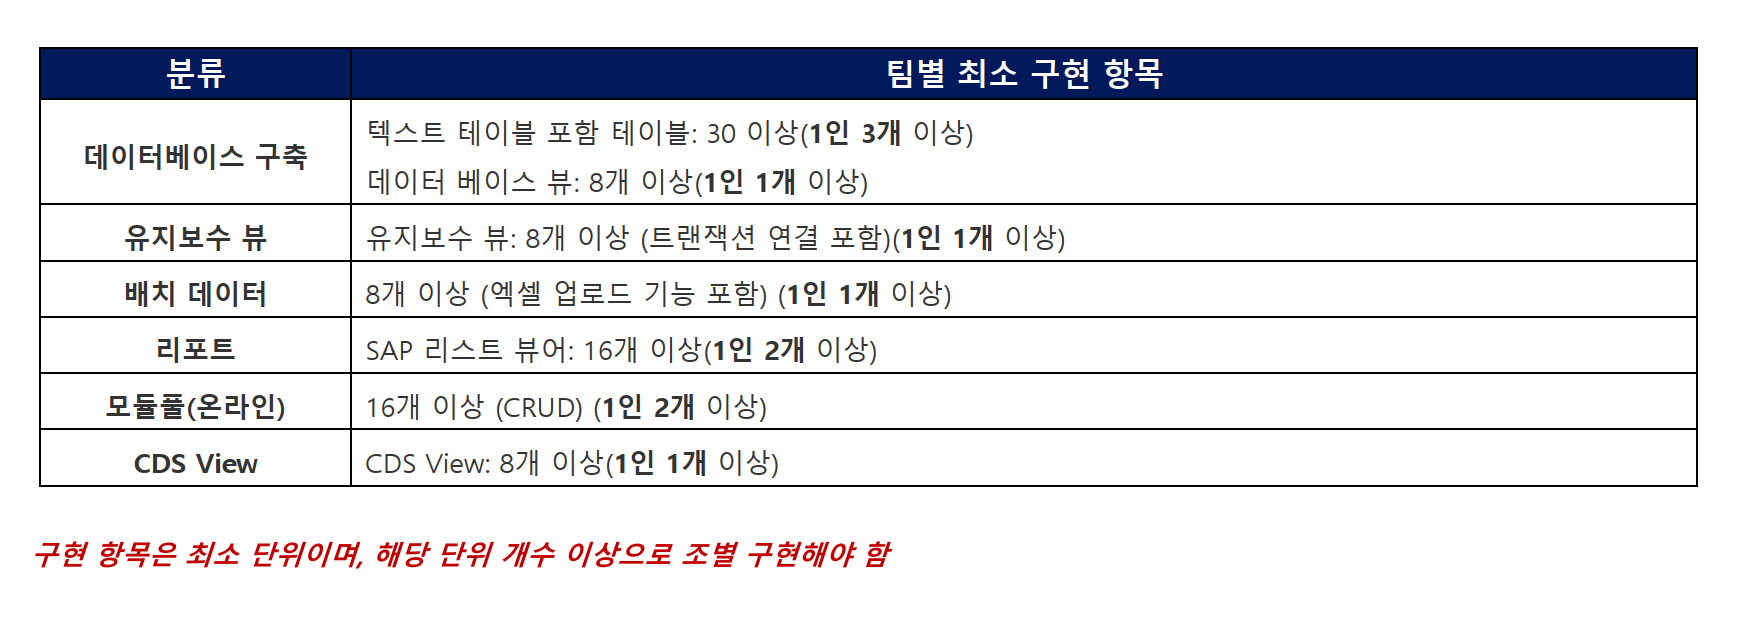 분류
팀별 최소 구현 항목
데이터베이스 구축
텍스트 테이블 포함 테이블: 30 이상(1인 3개 이상)
데이터 베이스 뷰: 8개 이상(1인 1개 이상)
유지보수 뷰
유지보수 뷰: 8개 이상 (트랜잭션 연결 포함)(1인 1개 이상)
배치 데이터
8개 이상 (엑셀 업로드 기능 포함) (1인 1개 이상)
리포트
SAP 리스트 뷰어: 16개 이상(1인 2개 이상)
모듈풀(온라인)
16개 이상 (CRUD) (1인 2개 이상)
CDS View
CDS View: 8개 이상(1인 1개 이상)
구현 항목은 최소 단위이며, 해당 단위 개수 이상으로 조별 구현해야 함